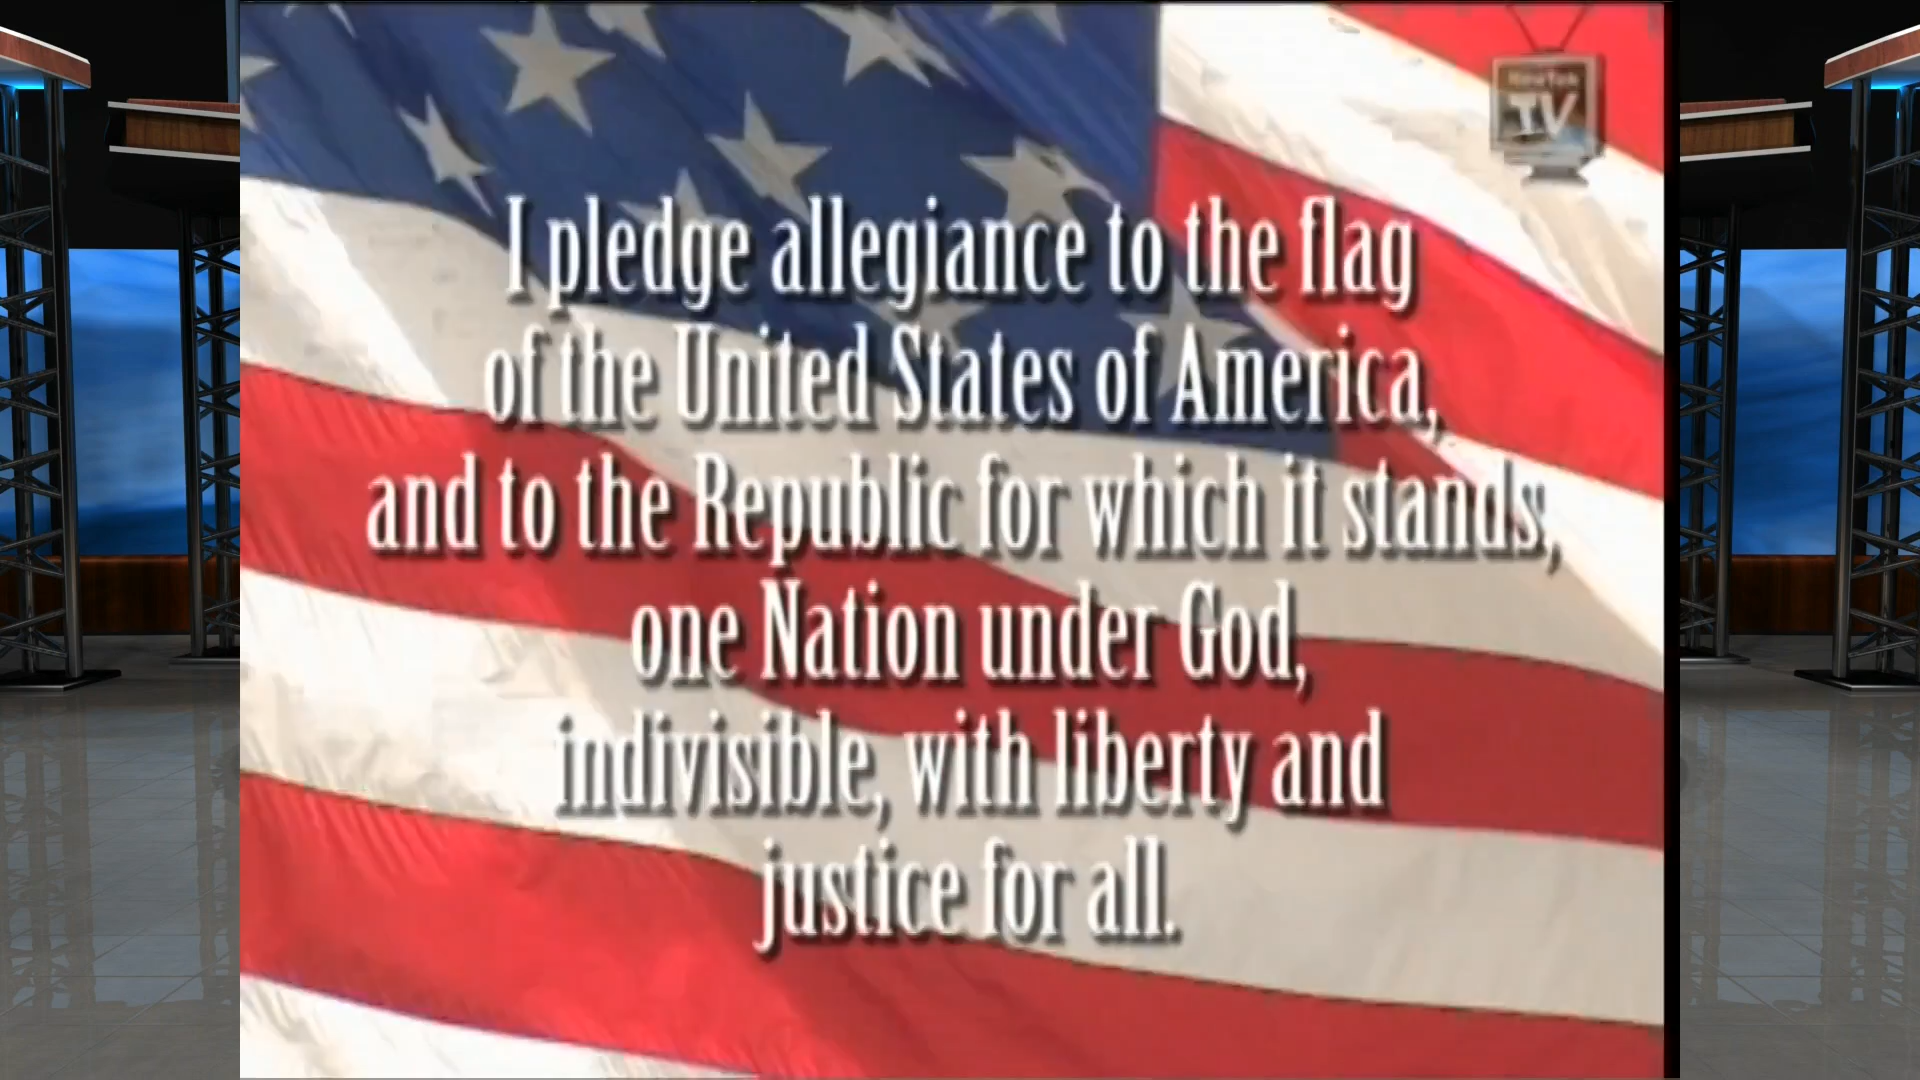 NewTek
TV
I pledge allegiance to the flag
of the United States of America,
and to the Republic for which it stands,
one Nation under God,
indivisible, with liberty and
justice for all.